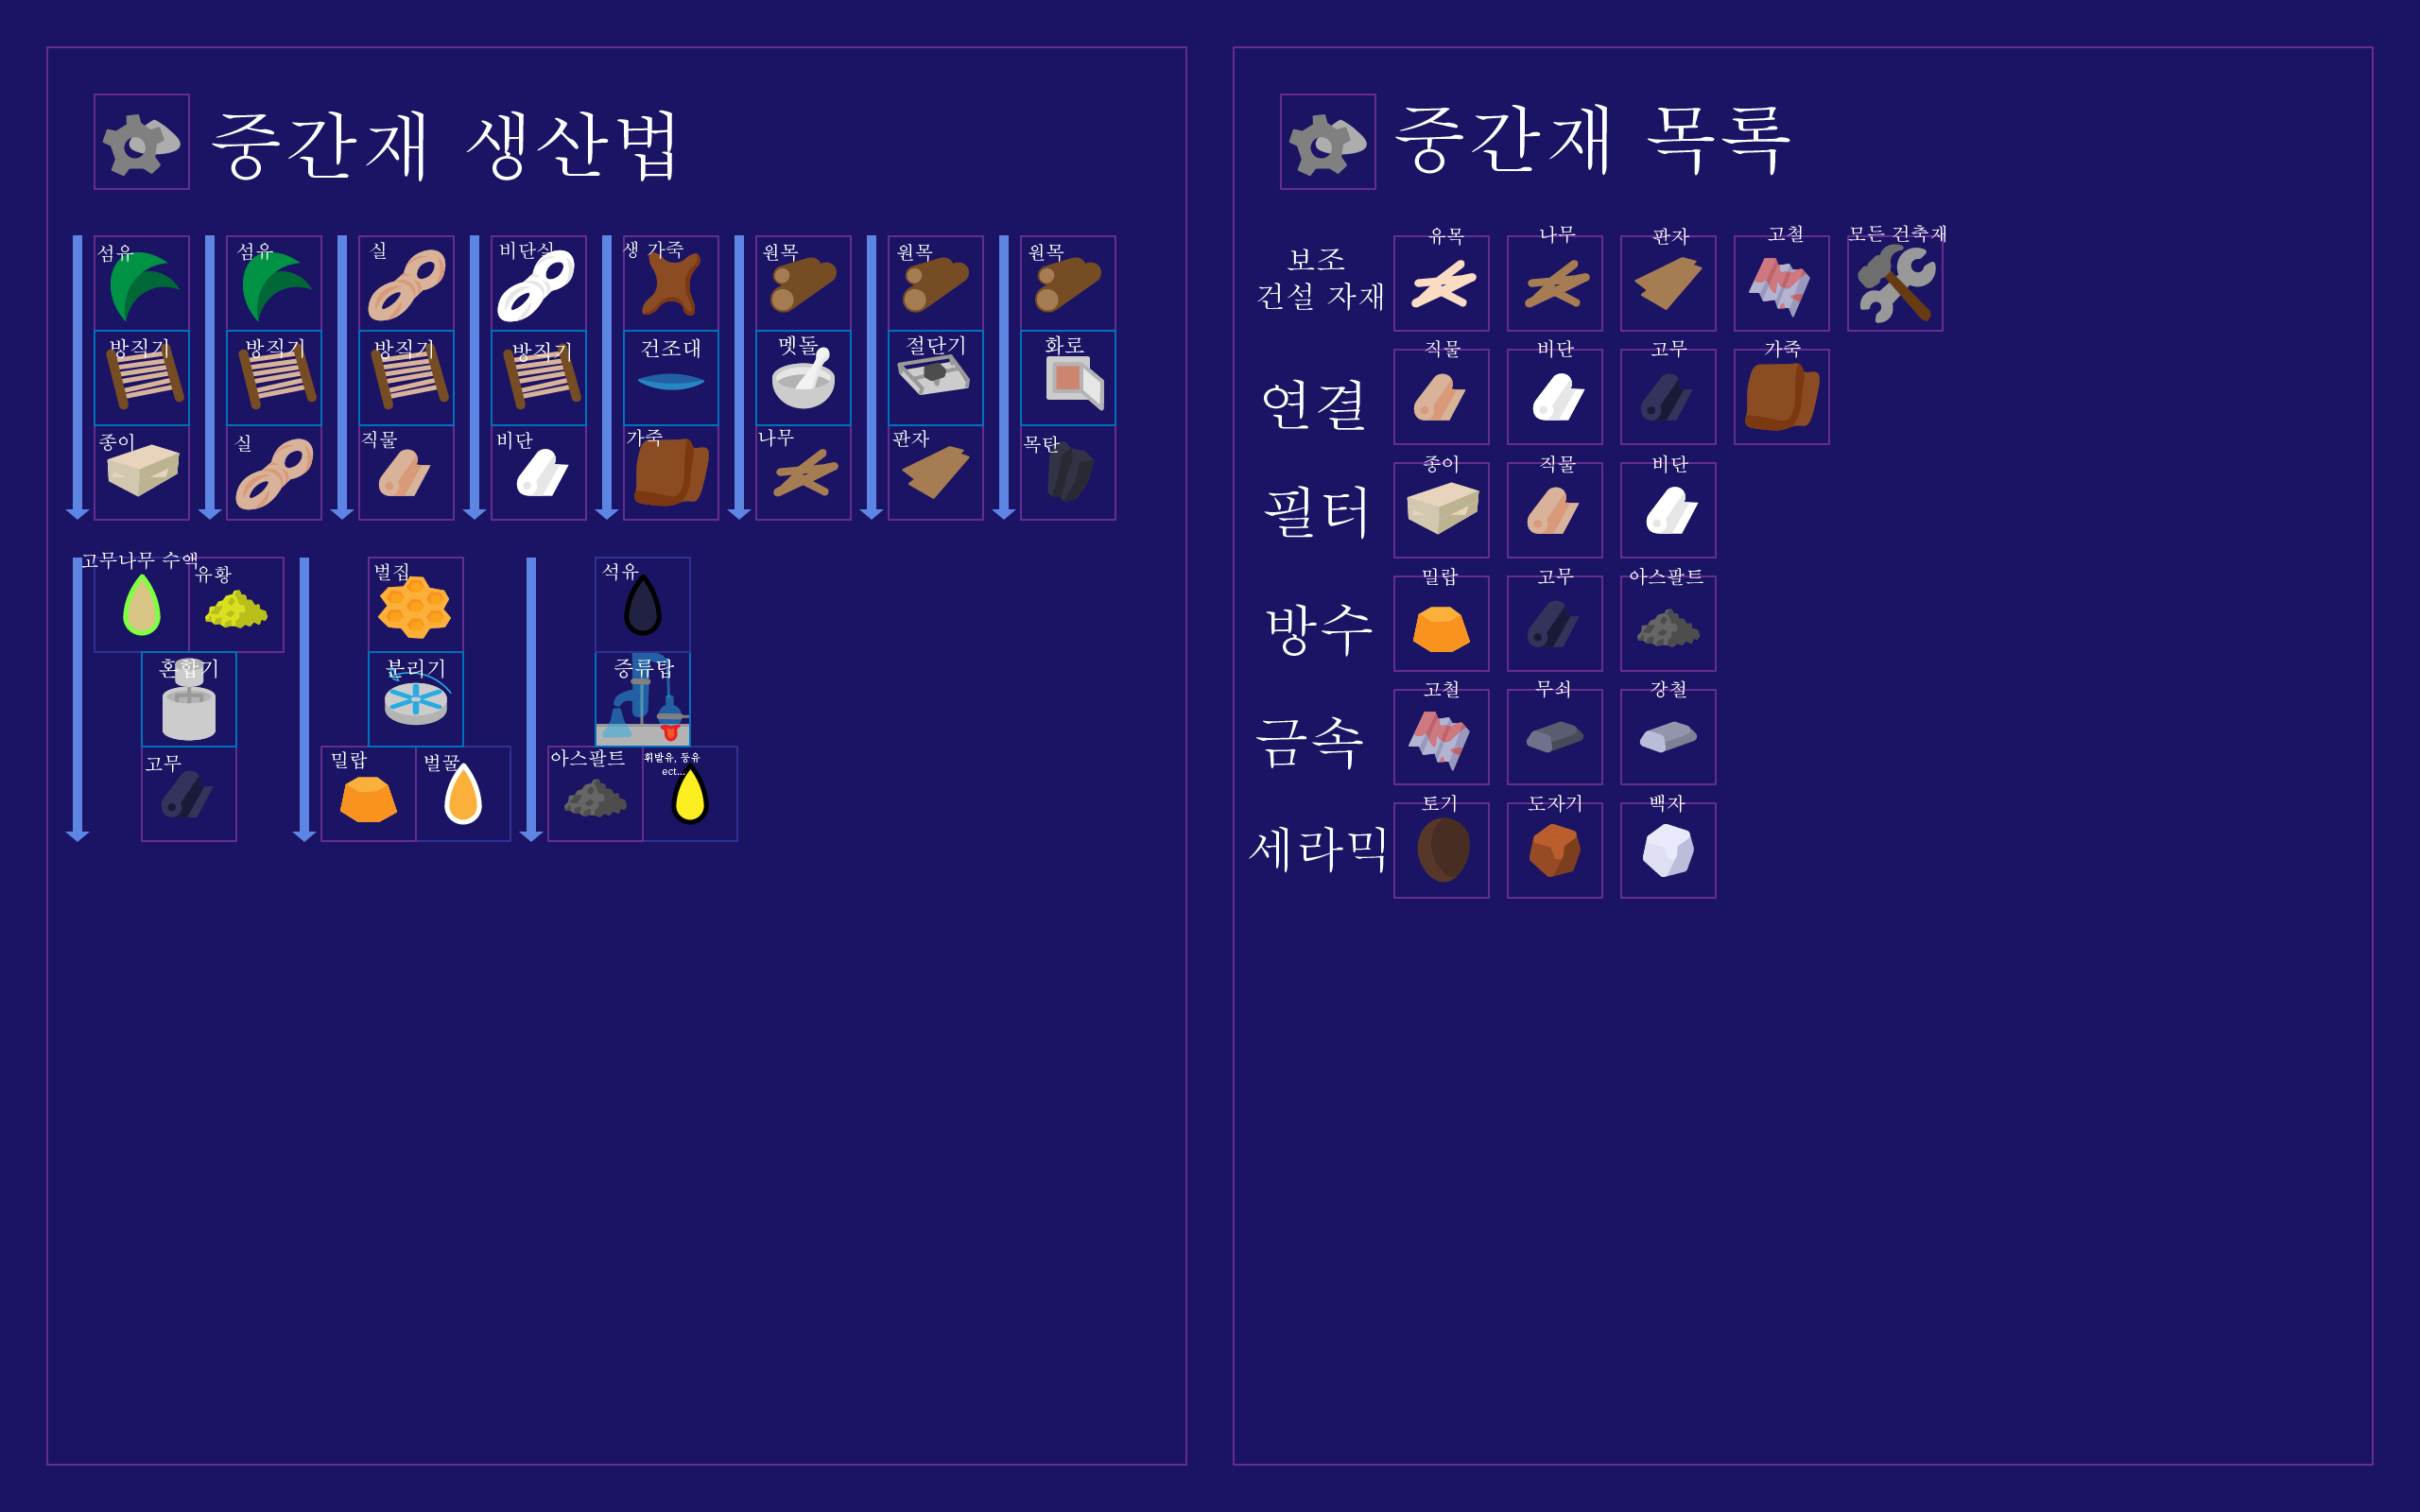 중간재 생산법
섬유
섬유
실
비단실
생 가죽
원목
원목
원목
방직기
방직기
방직기
방직기
건조대
멧돌
절단기
화로
종이
실
직물
비단
가죽
나무
판자
목탄
고무나무 수액
유황
벌집
석유
혼합기
분리기
증류탑
고무
밀랍
벌꿀
아스팔트
휘발유, 등유
ect...
중간재 목록
보조
건설 자재
유목
나무
판자
고철
모든 건축재
연결
직물
비단
고무
가죽
필터
종이
직물
비단
방수
밀랍
고무
아스팔트
금속
고철
무쇠
강철
세라믹
토기
도자기
백자